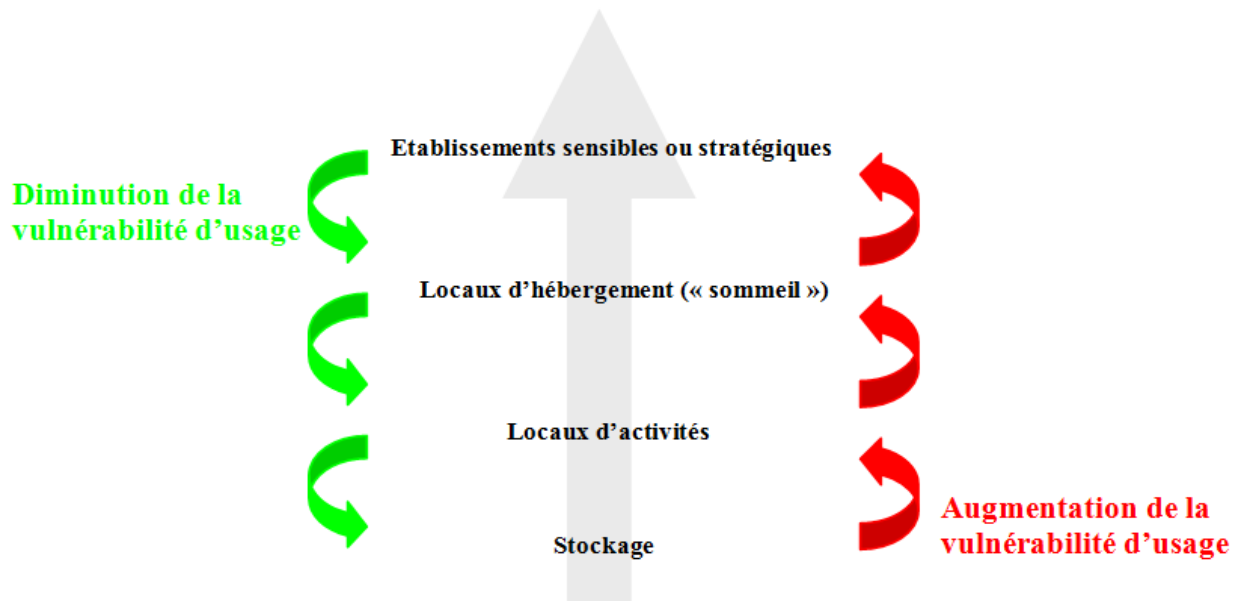 Etablissements sensibles ou stratégiques
Diminution de la
vulnérabilité d’usage
Locaux d’hébergement (« sommeil »)
Locaux d’activités
Augmentation de la
vulnérabilité d’usage
Stockage